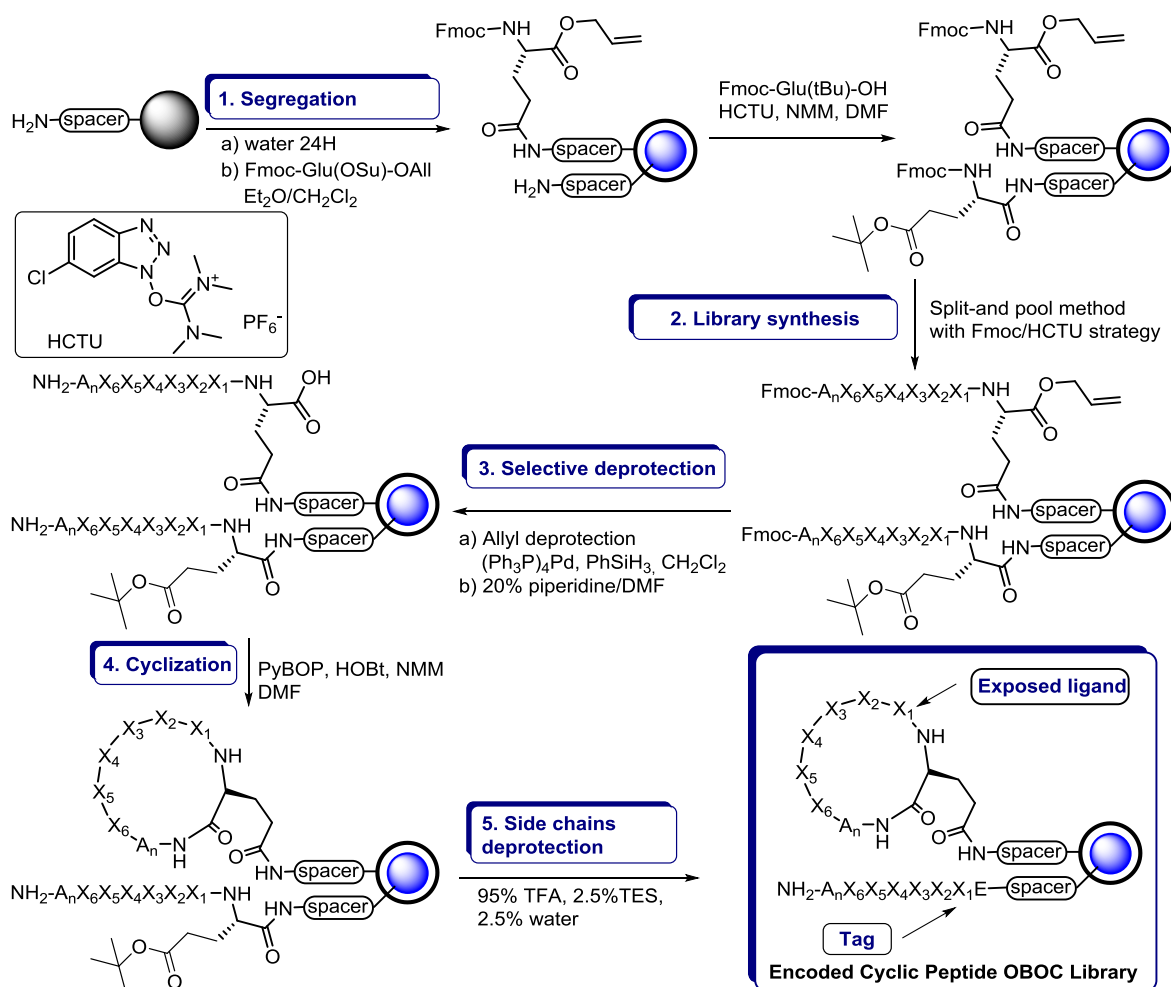 H₂N
spacer
1. Segregation
a) water 24H
b) Fmoc-Glu(OSu)-OAll
Et₂O/CH₂Cl₂
Fmoc
H
N
O
O
O
HN
spacer
H₂N
spacer
Fmoc-Glu(tBu)-OH
HCTU, NMM, DMF
Fmoc
H
N
O
O
O
HN
spacer
Fmoc
H
N
HN
spacer
O
O
O
N
N
N
Cl
O
N+
N
PF₆⁻
HCTU
2. Library synthesis
Split-and pool method
with Fmoc/HCTU strategy
Fmoc-AₙX₆X₅X₄X₃X₂X₁
NH
O
O
O
HN
spacer
Fmoc-AₙX₆X₅X₄X₃X₂X₁
NH
HN
spacer
O
O
O
3. Selective deprotection
a) Allyl deprotection
(Ph₃P)₄Pd, PhSiH₃, CH₂Cl₂
b) 20% piperidine/DMF
NH₂-AₙX₆X₅X₄X₃X₂X₁
NH
OH
O
O
HN
spacer
NH₂-AₙX₆X₅X₄X₃X₂X₁
NH
HN
spacer
O
O
O
4. Cyclization
PyBOP, HOBt, NMM
DMF
X₃
X₂
X₁
X₄
NH
X₅
X₆
Aₙ
N
H
O
O
HN
spacer
NH₂-AₙX₆X₅X₄X₃X₂X₁
NH
HN
spacer
O
O
O
5. Side chains
deprotection
95% TFA, 2.5%TES,
2.5% water
Exposed ligand
X₃
X₂
X₁
X₄
NH
X₅
X₆
Aₙ
N
H
O
O
HN
spacer
NH₂-AₙX₆X₅X₄X₃X₂X₁E
spacer
Tag
Encoded Cyclic Peptide OBOC Library